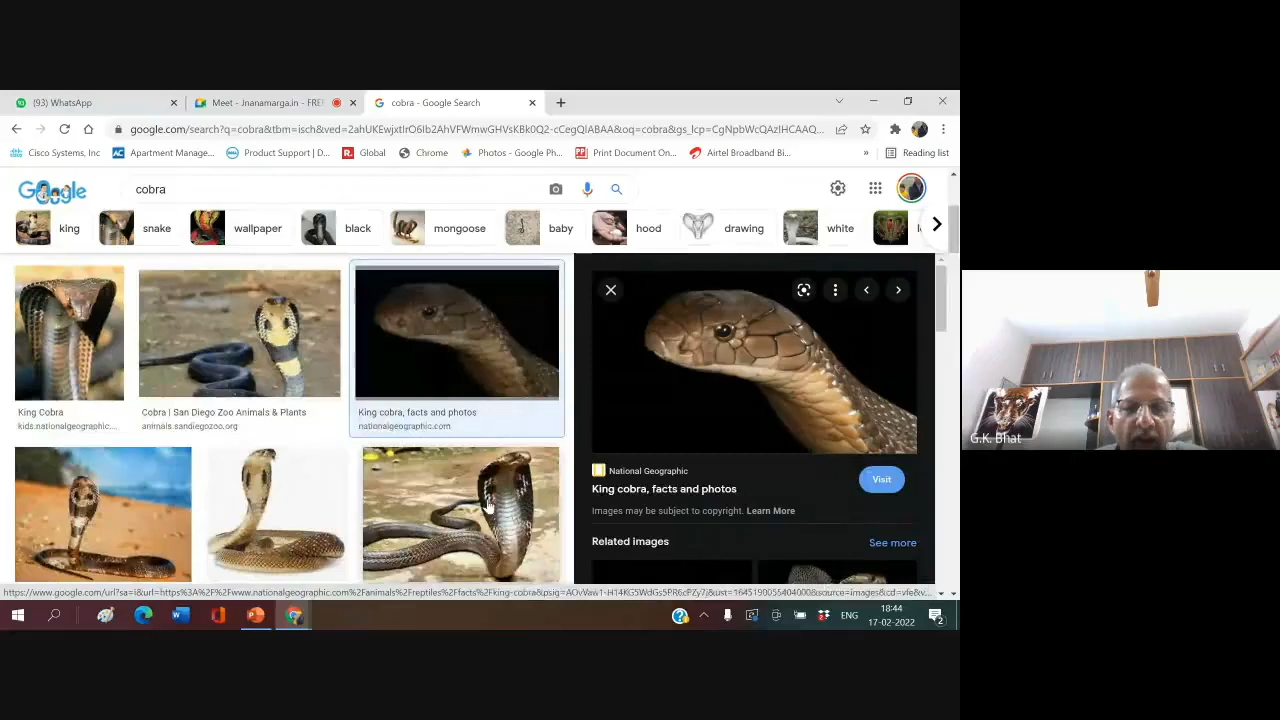 (93) WhatsApp
Meet - Jnanamarga.in - FREE
cobra - Google Search
google.com/search?q=cobra&tbm=isch&ved=2ahUKEwjxtIrO6Ib2AhVFWmwGHVsKBk0Q2-cCegQIABAA&oq=cobra&gs_lcp=CgNpbWcQAzIHCAAQ...
Cisco Systems, Inc
Apartment Manage...
Product Support | D...
Global
Chrome
Photos - Google Ph...
Print Document On...
Airtel Broadband Bi...
»
Reading list
Google
cobra
king
snake
wallpaper
black
mongoose
baby
hood
drawing
white
King Cobra
kids.nationalgeographic....
Cobra | San Diego Zoo Animals & Plants
animals.sandiegozoo.org
King cobra, facts and photos
nationalgeographic.com
National Geographic
King cobra, facts and photos
Visit
Images may be subject to copyright. Learn More
Related images
See more
ENG
18:44
17-02-2022
2
G.K. Bhat